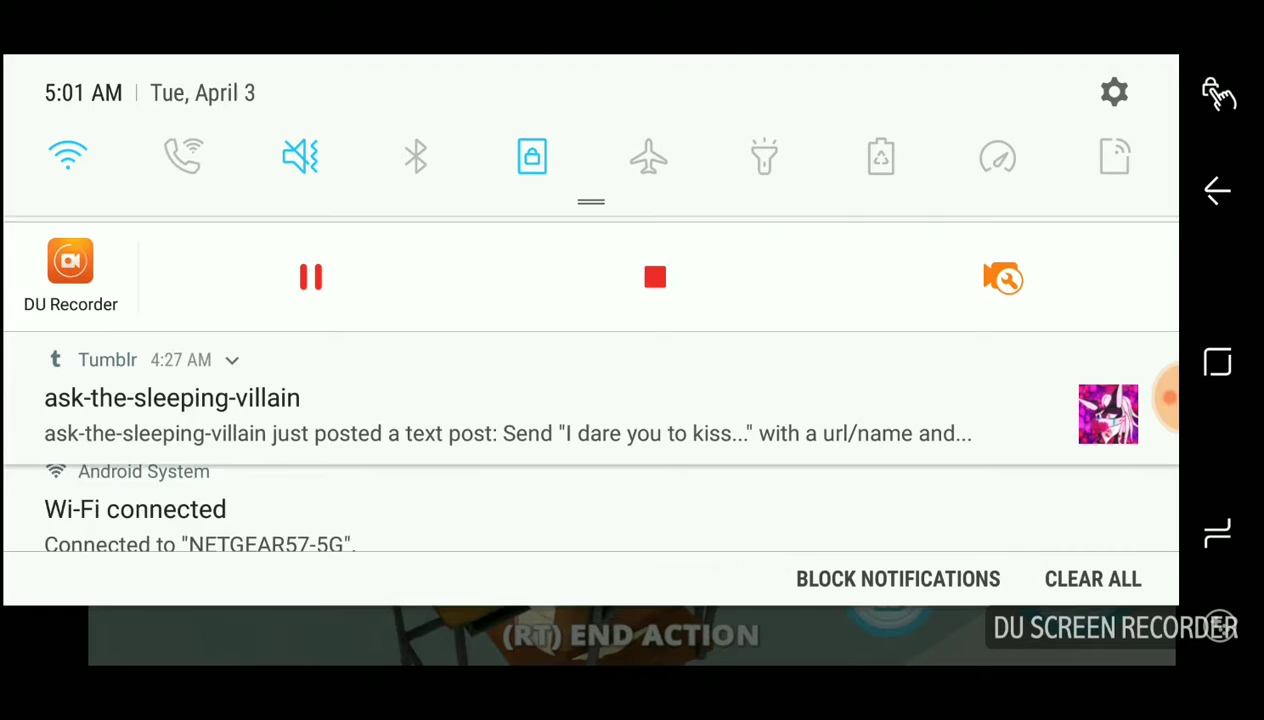 5:01 AM | Tue, April 3
DU Recorder
t Tumblr 4:27 AM
ask-the-sleeping-villain
ask-the-sleeping-villain just posted a text post: Send "I dare you to kiss..." with a url/name and...
Android System
Wi-Fi connected
Connected to "NETGEAR57-5G".
BLOCK NOTIFICATIONS CLEAR ALL
(RT) END ACTION
DU SCREEN RECORDER